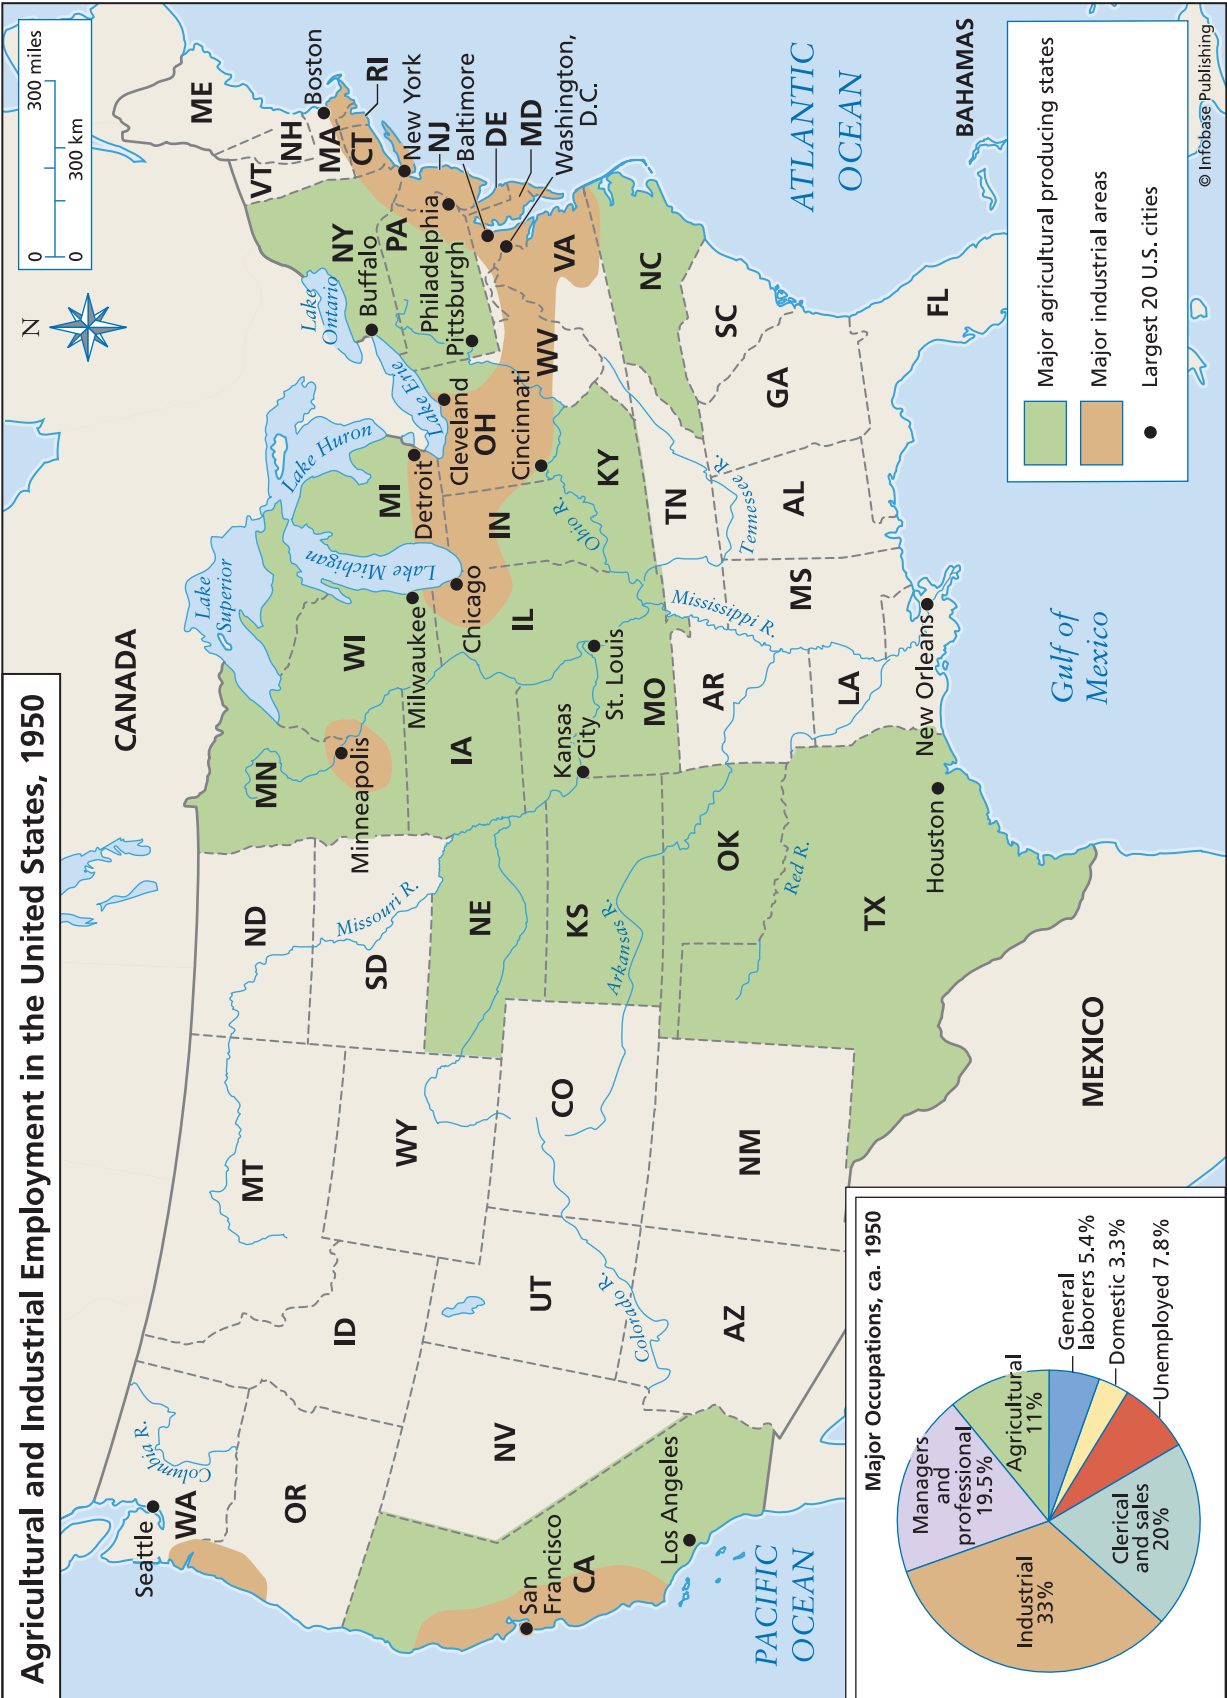 Agricultural and Industrial Employment in the United States, 1950
N
0
300 miles
0
300 km
CANADA
Seattle
WA
Columbia R.
OR
ID
MT
ND
MN
Minneapolis
SD
Missouri R.
WY
NV
UT
Colorado R.
CO
NE
KS
Arkansas R.
IA
WI
Milwaukee
Lake
Superior
Lake Michigan
Lake Huron
MI
Detroit
Lake Erie
Lake
Ontario
Buffalo
NY
VT
NH
ME
Boston
MA
CT
RI
New York
NJ
PA
Philadelphia
Pittsburgh
Baltimore
DE
MD
Washington,
D.C.
Cleveland
OH
Cincinnati
IN
Chicago
IL
St. Louis
Kansas
City
MO
Ohio R.
KY
WV
VA
NC
TN
Tennessee R.
SC
GA
AL
MS
Mississippi R.
AR
LA
New Orleans
OK
Red R.
TX
Houston
NM
AZ
CA
San
Francisco
Los Angeles
FL
PACIFIC
OCEAN
ATLANTIC
OCEAN
Gulf of
Mexico
MEXICO
BAHAMAS
Major Occupations, ca. 1950
Managers
and
professional
19.5%
Agricultural
11%
General
laborers 5.4%
Domestic 3.3%
Unemployed 7.8%
Clerical
and sales
20%
Industrial
33%
Major agricultural producing states
Major industrial areas
Largest 20 U.S. cities
© Infobase Publishing